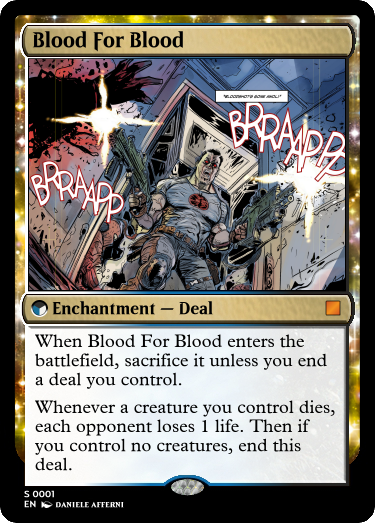 Blood For Blood
"BLOODSHOT'S GONE AWOL!"
BRRAAPP
BRRRAAPP
Enchantment — Deal
When Blood For Blood enters the
battlefield, sacrifice it unless you end
a deal you control.
Whenever a creature you control dies,
each opponent loses 1 life. Then if
you control no creatures, end this
deal.
S 0001
EN DANIELE AFFERNI